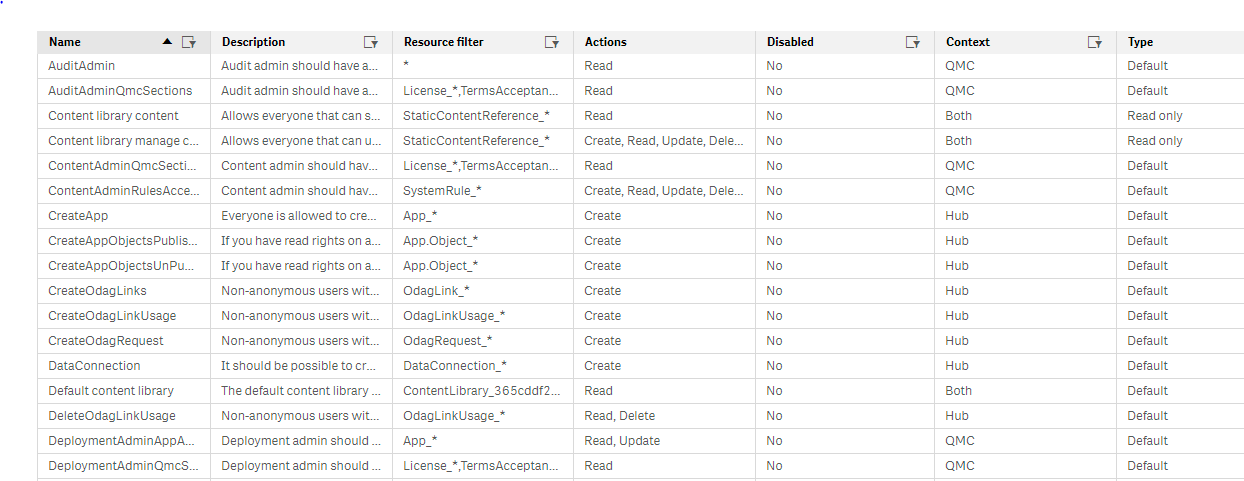 Name Description Resource filter Actions Disabled Context Type
AuditAdmin Audit admin should have a... * Read No QMC Default
AuditAdminQmcSections Audit admin should have a... License_*,TermsAcceptan... Read No QMC Default
Content library content Allows everyone that can s... StaticContentReference_* Read No Both Read only
Content library manage c... Allows everyone that can u... StaticContentReference_* Create, Read, Update, Dele... No Both Read only
ContentAdminQmcSecti... Content admin should hav... License_*,TermsAcceptan... Read No QMC Default
ContentAdminRulesAcce... Content admin should hav... SystemRule_* Create, Read, Update, Dele... No QMC Default
CreateApp Everyone is allowed to cre... App_* Create No Hub Default
CreateAppObjectsPublis... If you have read rights on a... App.Object_* Create No Hub Default
CreateAppObjectsUnPu... If you have read rights on a... App.Object_* Create No Hub Default
CreateOdagLinks Non-anonymous users wit... OdagLink_* Create No Hub Default
CreateOdagLinkUsage Non-anonymous users wit... OdagLinkUsage_* Create No Hub Default
CreateOdagRequest Non-anonymous users wit... OdagRequest_* Create No Hub Default
DataConnection It should be possible to cr... DataConnection_* Create No Hub Default
Default content library The default content library ... ContentLibrary_365cddf2... Read No Both Default
DeleteOdagLinkUsage Non-anonymous users wit... OdagLinkUsage_* Read, Delete No Hub Default
DeploymentAdminAppA... Deployment admin should ... App_* Read, Update No QMC Default
DeploymentAdminQmcS... Deployment admin should ... License_*,TermsAcceptan... Read No QMC Default